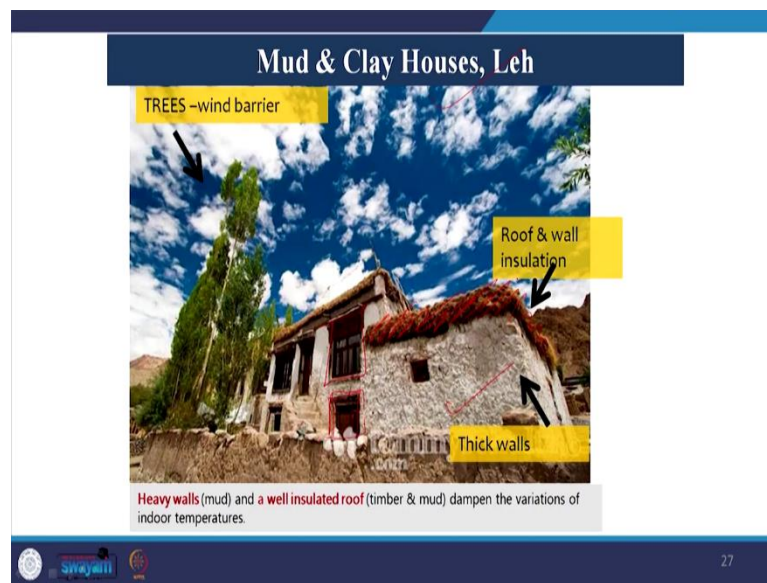 Mud & Clay Houses, Leh
TREES –wind barrier
Roof & wall
insulation
Thick walls
.com
Heavy walls (mud) and a well insulated roof (timber & mud) dampen the variations of
indoor temperatures.
swayam
27